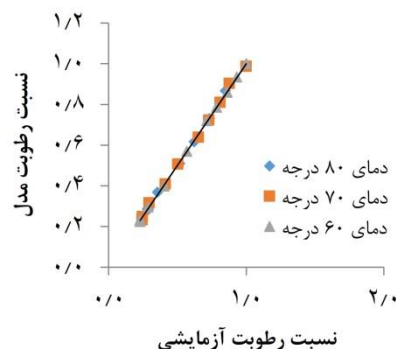 ۱/۲
۱/۰
۰/۸
۰/۶
۰/۴
۰/۲
۰/۰
نسبت رطوبت مدل
دمای ۸۰ درجه
دمای ۷۰ درجه
دمای ۶۰ درجه
۰/۰ ۱/۰ ۲/۰
نسبت رطوبت آزمایشی